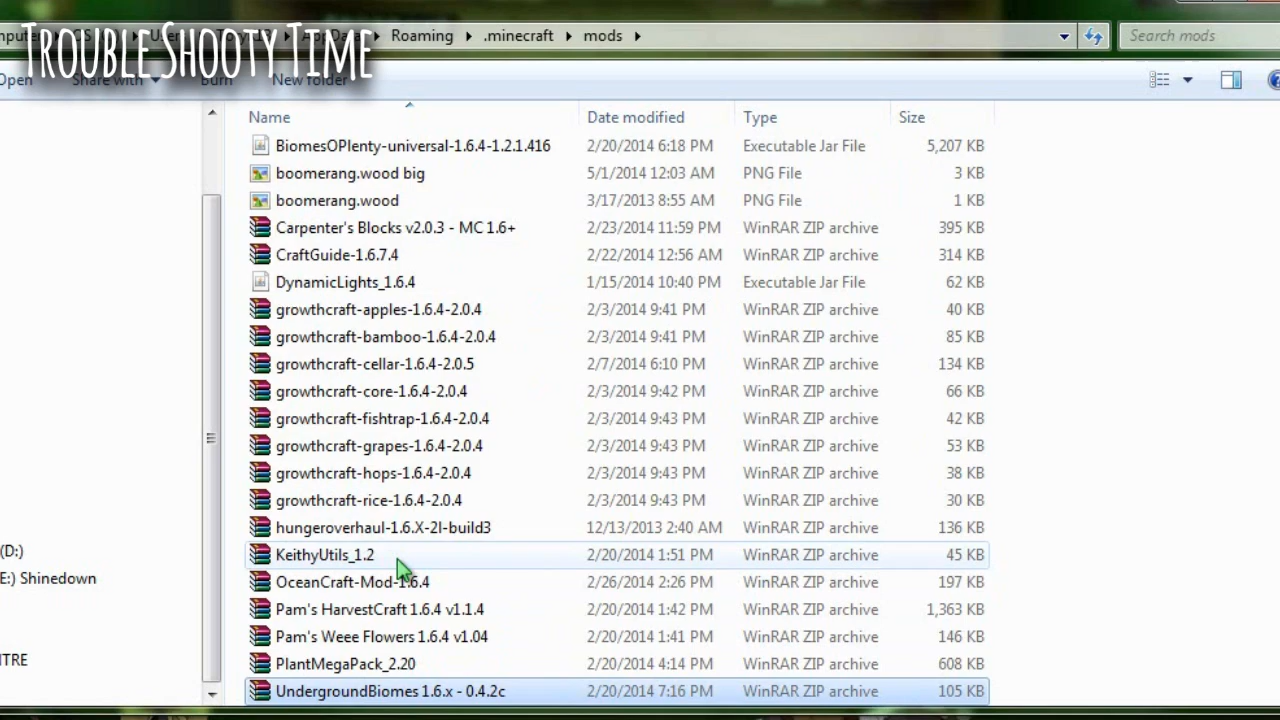 TROUBLE SHOOTY TIME
Roaming .minecraft mods Search mods
Open Share with Burn New folder
Name Date modified Type Size
BiomesOPlenty-universal-1.6.4-1.2.1.416 2/20/2014 6:18 PM Executable Jar File 5,207 KB
boomerang.wood big 5/1/2014 12:03 AM PNG File 3 KB
boomerang.wood 3/17/2013 8:55 AM PNG File 1 KB
Carpenter's Blocks v2.0.3 - MC 1.6+ 2/23/2014 11:59 PM WinRAR ZIP archive 395 KB
CraftGuide-1.6.7.4 2/22/2014 12:56 AM WinRAR ZIP archive 314 KB
DynamicLights_1.6.4 1/15/2014 10:40 PM Executable Jar File 62 KB
growthcraft-apples-1.6.4-2.0.4 2/3/2014 9:41 PM WinRAR ZIP archive 40 KB
growthcraft-bamboo-1.6.4-2.0.4 2/3/2014 9:41 PM WinRAR ZIP archive 85 KB
growthcraft-cellar-1.6.4-2.0.5 2/7/2014 6:10 PM WinRAR ZIP archive 134 KB
growthcraft-core-1.6.4-2.0.4 2/3/2014 9:42 PM WinRAR ZIP archive 66 KB
growthcraft-fishtrap-1.6.4-2.0.4 2/3/2014 9:43 PM WinRAR ZIP archive 42 KB
growthcraft-grapes-1.6.4-2.0.4 2/3/2014 9:43 PM WinRAR ZIP archive 53 KB
growthcraft-hops-1.6.4-2.0.4 2/3/2014 9:43 PM WinRAR ZIP archive 38 KB
growthcraft-rice-1.6.4-2.0.4 2/3/2014 9:43 PM WinRAR ZIP archive 30 KB
hungeroverhaul-1.6.X-2I-build3 12/13/2013 2:40 AM WinRAR ZIP archive 136 KB
(D:)
KeithyUtils_1.2 2/20/2014 1:51 PM WinRAR ZIP archive 45 KB
E:) Shinedown
OceanCraft-Mod-1.6.4 2/26/2014 2:26 PM WinRAR ZIP archive 197 KB
Pam's HarvestCraft 1.6.4 v1.1.4 2/20/2014 1:42 PM WinRAR ZIP archive 1,363 KB
Pam's Weee Flowers 1.6.4 v1.04 2/20/2014 1:41 PM WinRAR ZIP archive 146 KB
NTRE
PlantMegaPack_2.20 2/20/2014 4:14 PM WinRAR ZIP archive 608 KB
UndergroundBiomes 1.6.x - 0.4.2c 2/20/2014 7:16 PM WinRAR ZIP archive 105 KB